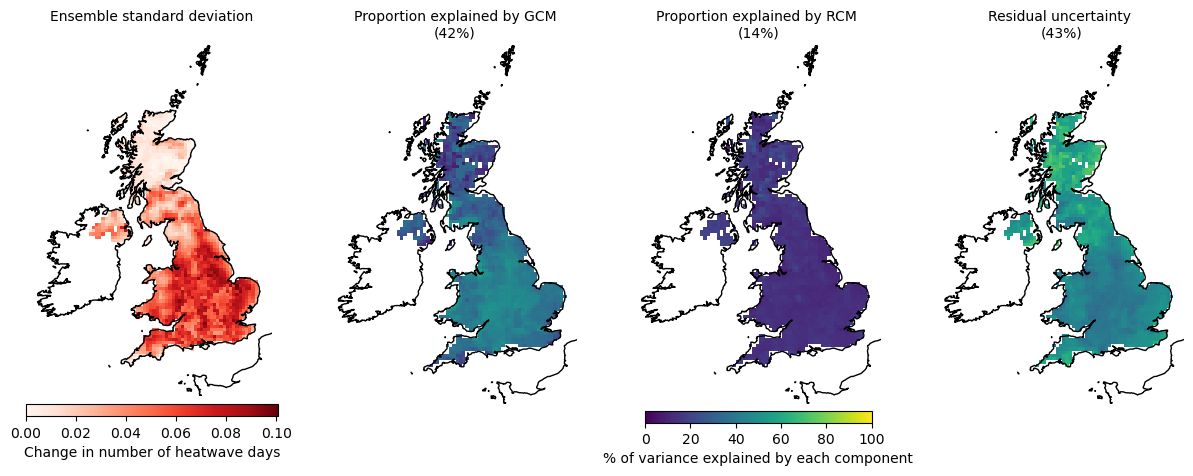 Ensemble standard deviation
Proportion explained by GCM
(42%)
Proportion explained by RCM
(14%)
Residual uncertainty
(43%)
0.00 0.02 0.04 0.06 0.08 0.10
Change in number of heatwave days
0 20 40 60 80 100
% of variance explained by each component